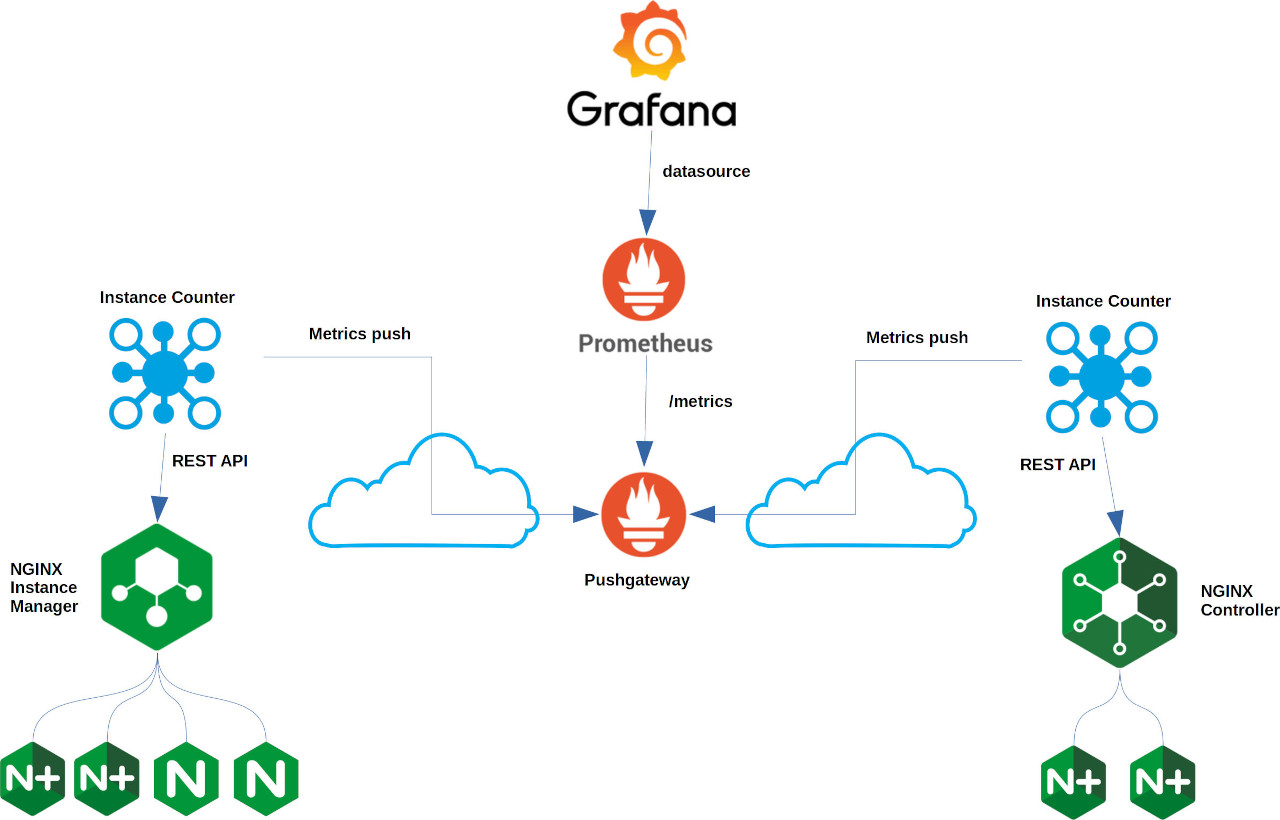 Grafana
datasource
Instance Counter
Instance Counter
Metrics push
Metrics push
Prometheus
/metrics
REST API
REST API
Pushgateway
NGINX
Instance
Manager
NGINX
Controller
N+
N+
N
N
N+
N+